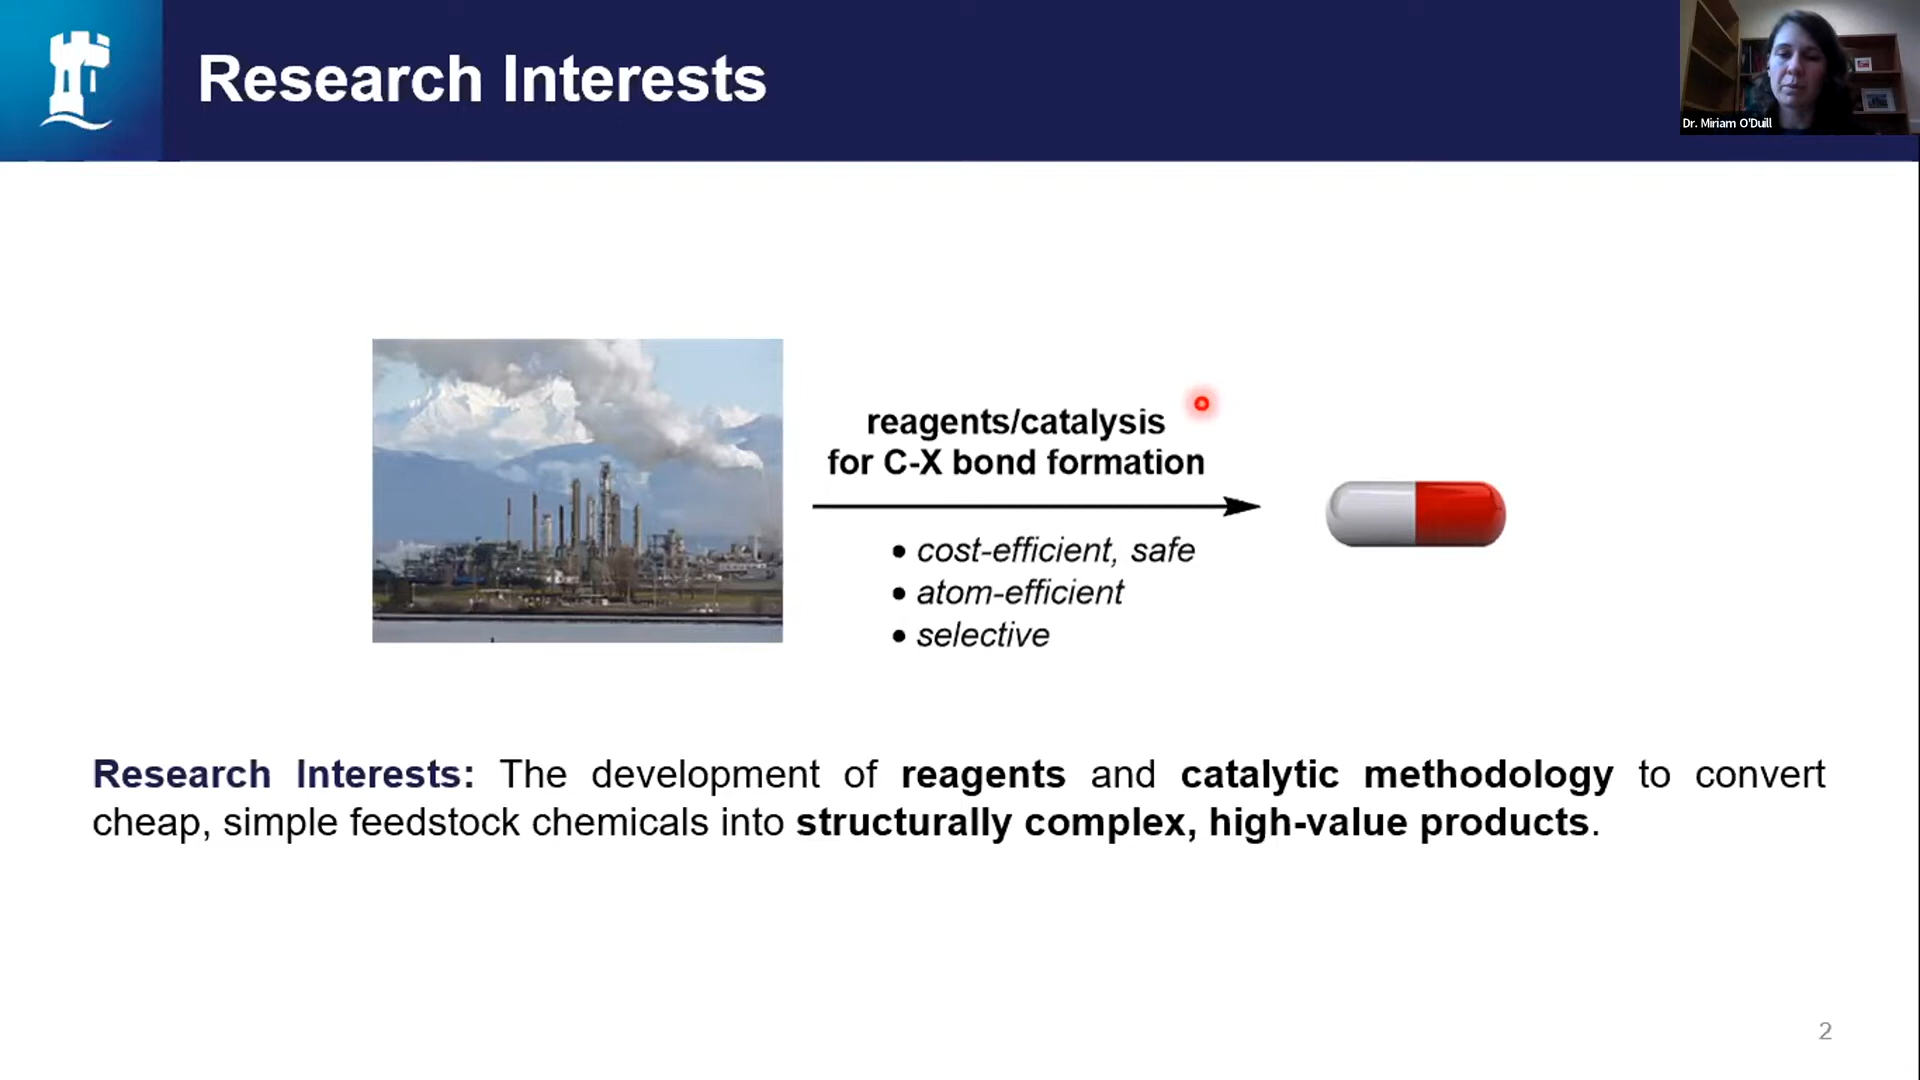 Research Interests
Dr. Miriam O'Duill
reagents/catalysis
for C-X bond formation
• cost-efficient, safe
• atom-efficient
• selective
Research Interests: The development of reagents and catalytic methodology to convert
cheap, simple feedstock chemicals into structurally complex, high-value products.
2